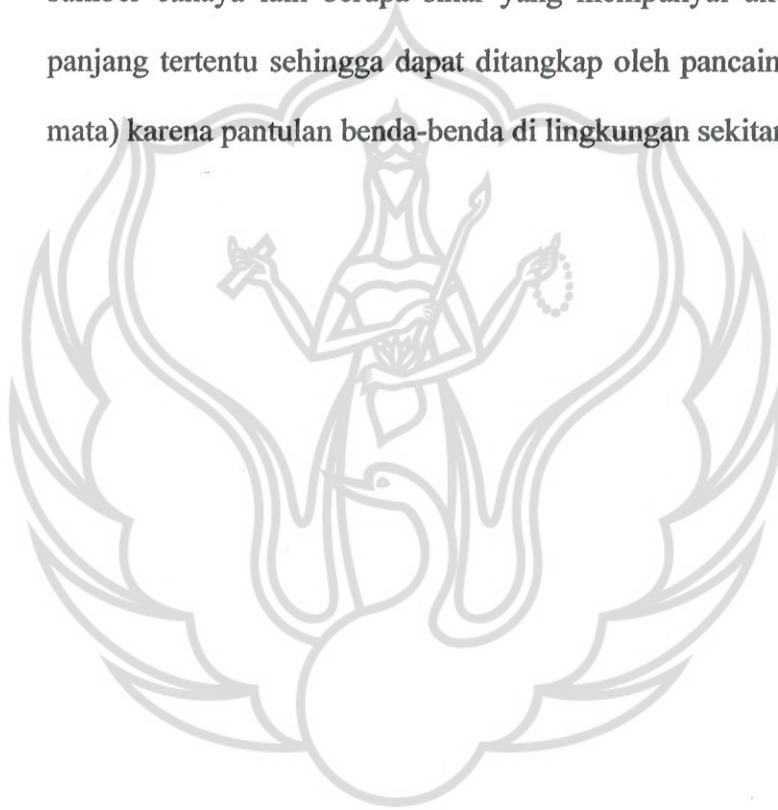 panjang tertentu sehingga dapat ditangkap oleh pancain
mata) karena pantulan benda-benda di lingkungan sekitar